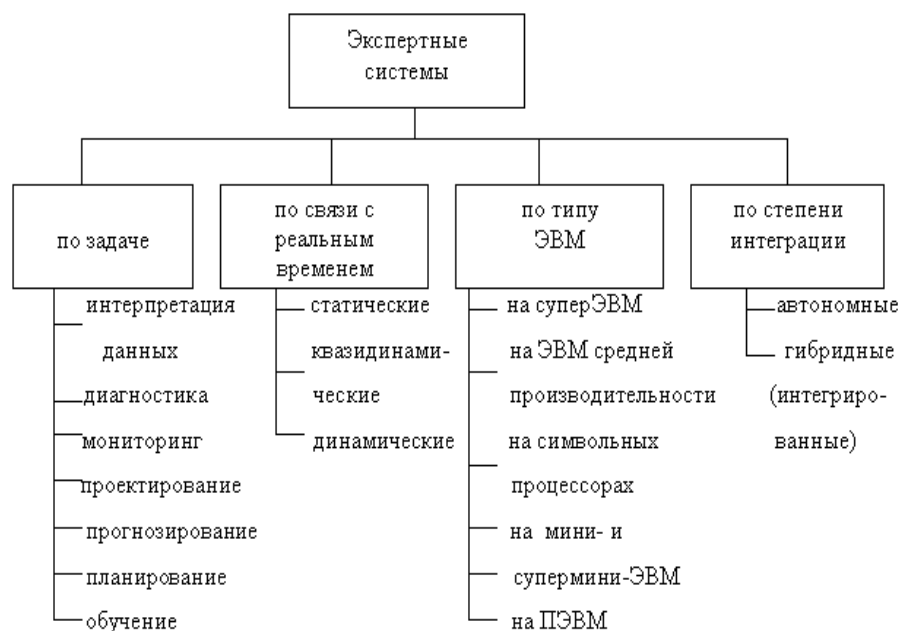 Экспертные
системы
по задаче
по связи с
реальным
временем
по типу
ЭВМ
по степени
интеграции
интерпретация
данных
диагностика
мониторинг
проектирование
прогнозирование
планирование
обучение
статические
квазидинами-
ческие
динамические
на суперЭВМ
на ЭВМ средней
производительности
на символьных
процессорах
на мини- и
супермини-ЭВМ
на ПЭВМ
автономные
гибридные
(интегриро-
ванные)